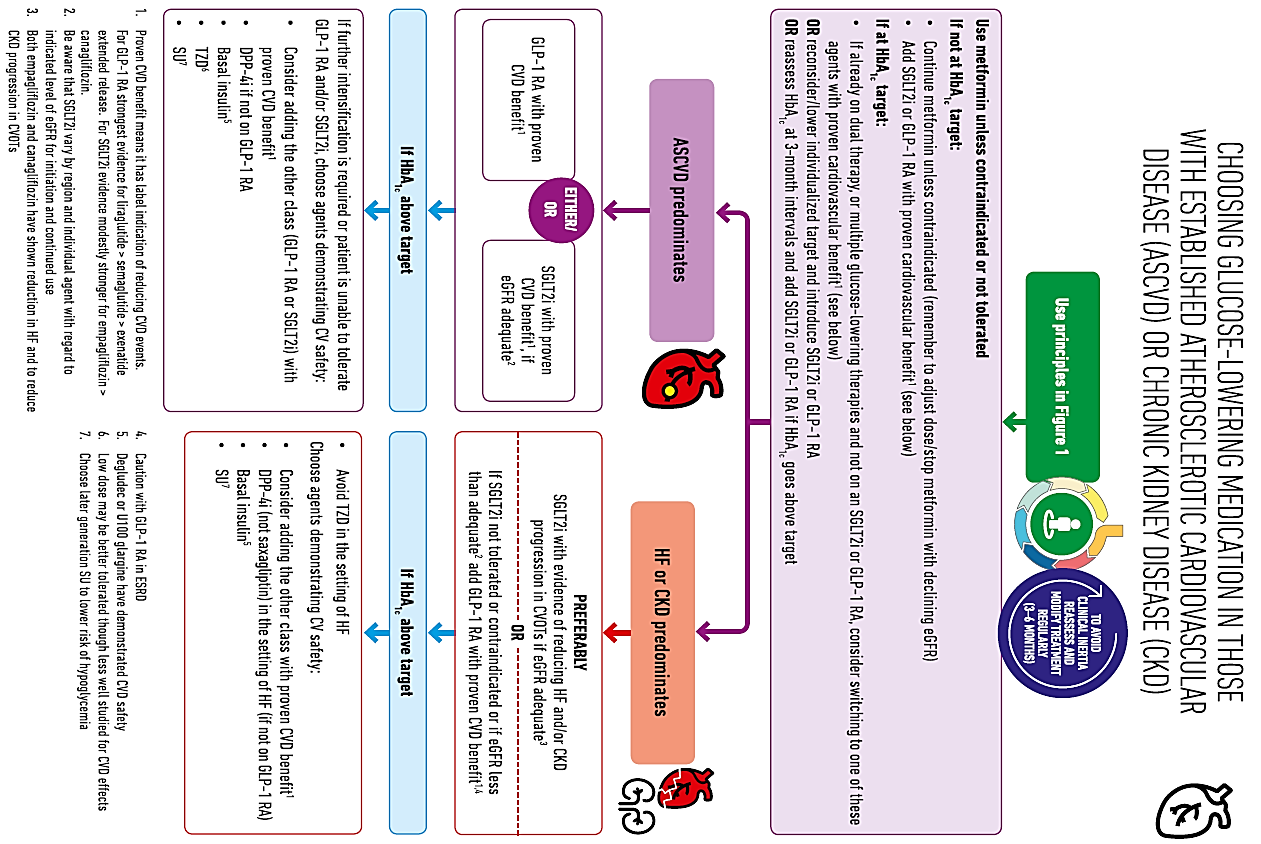 CHOOSING GLUCOSE-LOWERING MEDICATION IN THOSE
WITH ESTABLISHED ATHEROSCLEROTIC CARDIOVASCULAR
DISEASE (ASCVD) OR CHRONIC KIDNEY DISEASE (CKD)
Use principles in Figure 1
TO AVOID
CLINICAL INERTIA
REASSESS AND
MODIFY TREATMENT
REGULARLY
(3–6 MONTHS)
Use metformin unless contraindicated or not tolerated
If not at HbA1c target:
• Continue metformin unless contraindicated (remember to adjust dose/stop metformin with declining eGFR)
• Add SGLT2i or GLP-1 RA with proven cardiovascular benefit¹ (see below)
If at HbA1c target:
• If already on dual therapy, or multiple glucose-lowering therapies and not on an SGLT2i or GLP-1 RA, consider switching to one of these
agents with proven cardiovascular benefit¹ (see below)
OR reconsider/lower individualized target and introduce SGLT2i or GLP-1 RA
OR reassess HbA1c at 3-month intervals and add SGLT2i or GLP-1 RA if HbA1c goes above target
ASCVD predominates
GLP-1 RA with proven
CVD benefit¹
EITHER/
OR
SGLT2i with proven
CVD benefit¹, if
eGFR adequate²
If HbA1c above target
If further intensification is required or patient is unable to tolerate
GLP-1 RA and/or SGLT2i, choose agents demonstrating CV safety:
• Consider adding the other class (GLP-1 RA or SGLT2i) with
proven CVD benefit¹
• DPP-4i if not on GLP-1 RA
• Basal insulin⁵
• TZD⁶
• SU⁷
HF or CKD predominates
PREFERABLY
SGLT2i with evidence of reducing HF and/or CKD
progression in CVOTs if eGFR adequate³
OR
If SGLT2i not tolerated or contraindicated or if eGFR less
than adequate² add GLP-1 RA with proven CVD benefit¹,⁴
If HbA1c above target
• Avoid TZD in the setting of HF
Choose agents demonstrating CV safety:
• Consider adding the other class with proven CVD benefit¹
• DPP-4i (not saxagliptin) in the setting of HF (if not on GLP-1 RA)
• Basal insulin⁵
• SU⁷
1. Proven CVD benefit means it has label indication of reducing CVD events.
For GLP-1 RA strongest evidence for liraglutide > semaglutide > exenatide
extended release. For SGLT2i evidence modestly stronger for empagliflozin >
canagliflozin.
2. Be aware that SGLT2i vary by region and individual agent with regard to
indicated level of eGFR for initiation and continued use
3. Both empagliflozin and canagliflozin have shown reduction in HF and to reduce
CKD progression in CVOTs
4. Caution with GLP-1 RA in ESRD
5. Degludec or U100 glargine have demonstrated CVD safety
6. Low dose may be better tolerated though less well studied for CVD effects
7. Choose later generation SU to lower risk of hypoglycemia